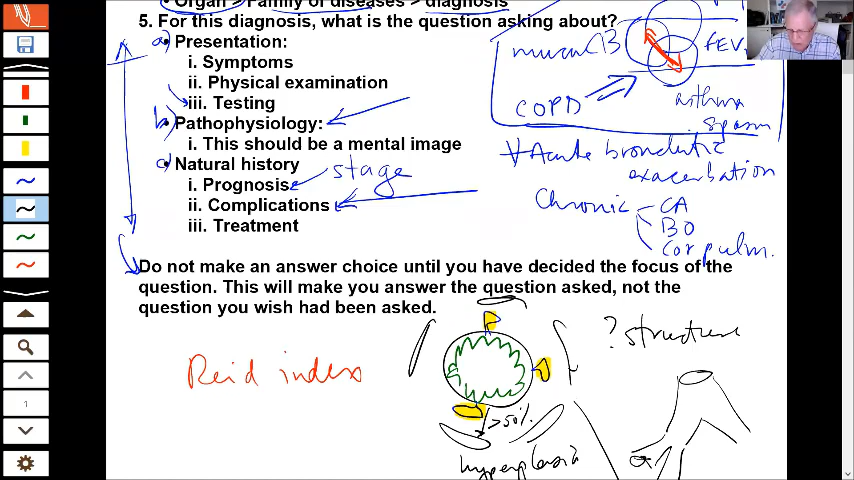 Organ > Family of diseases > diagnosis
5. For this diagnosis, what is the question asking about?
a) Presentation:
i. Symptoms
ii. Physical examination
iii. Testing
b) Pathophysiology:
i. This should be a mental image
c) Natural history
i. Prognosis
stage
ii. Complications
iii. Treatment
Do not make an answer choice until you have decided the focus of the
question. This will make you answer the question asked, not the
question you wish had been asked.
CB
FEV
COPD
asthma
spasm
Acute bronchitic
exacerbation
Chronic
CA
BO
Cor pulm.
Reid index
? structure
>50%
hyperplasia
1